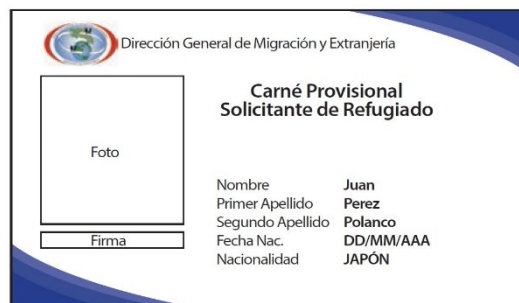 Dirección General de Migración y Extranjería
Carné Provisional
Solicitante de Refugiado
Foto
Firma
Nombre Juan
Primer Apellido Perez
Segundo Apellido Polanco
Fecha Nac. DD/MM/AAA
Nacionalidad JAPÓN